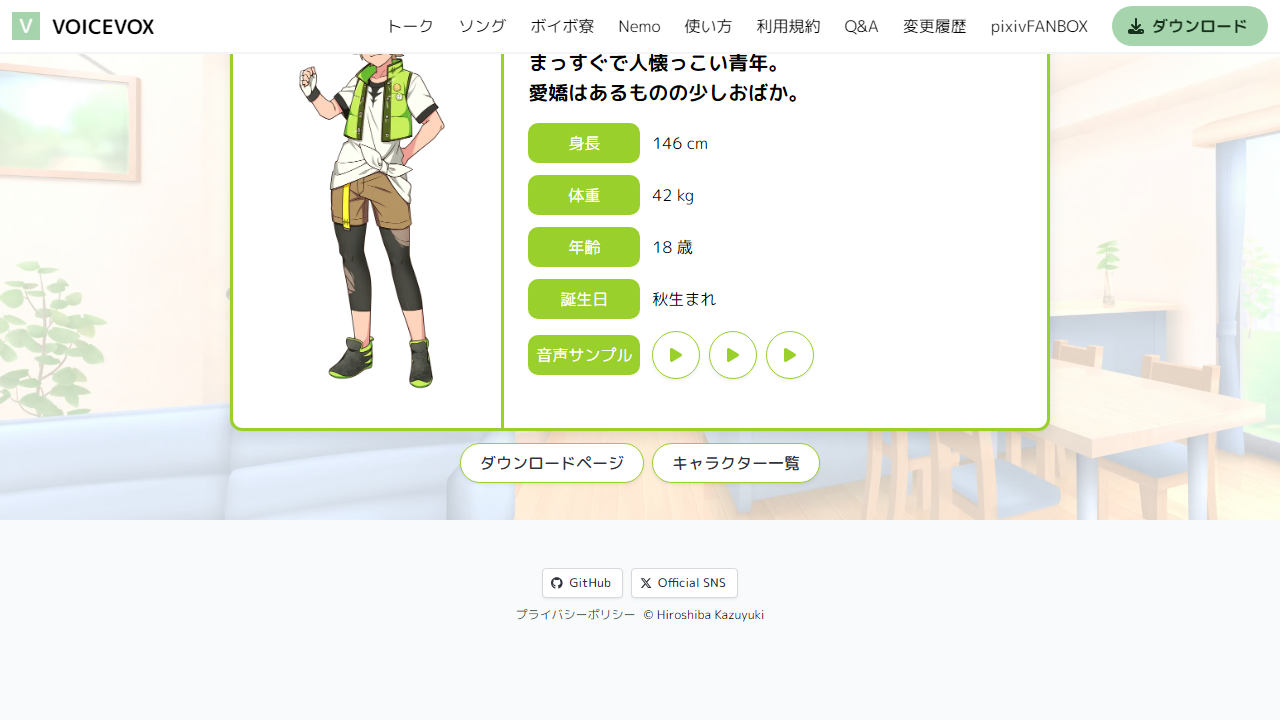 V VOICEVOX トーク ソング ボイボ寮 Nemo 使い方 利用規約 Q&A 変更履歴 pixivFANBOX ダウンロード
まっすぐで人懐っこい青年。
愛嬌はあるものの少しおばか。
身長 146 cm
体重 42 kg
年齢 18 歳
誕生日 秋生まれ
音声サンプル
ダウンロードページ キャラクター一覧
GitHub Official SNS
プライバシーポリシー © Hiroshiba Kazuyuki